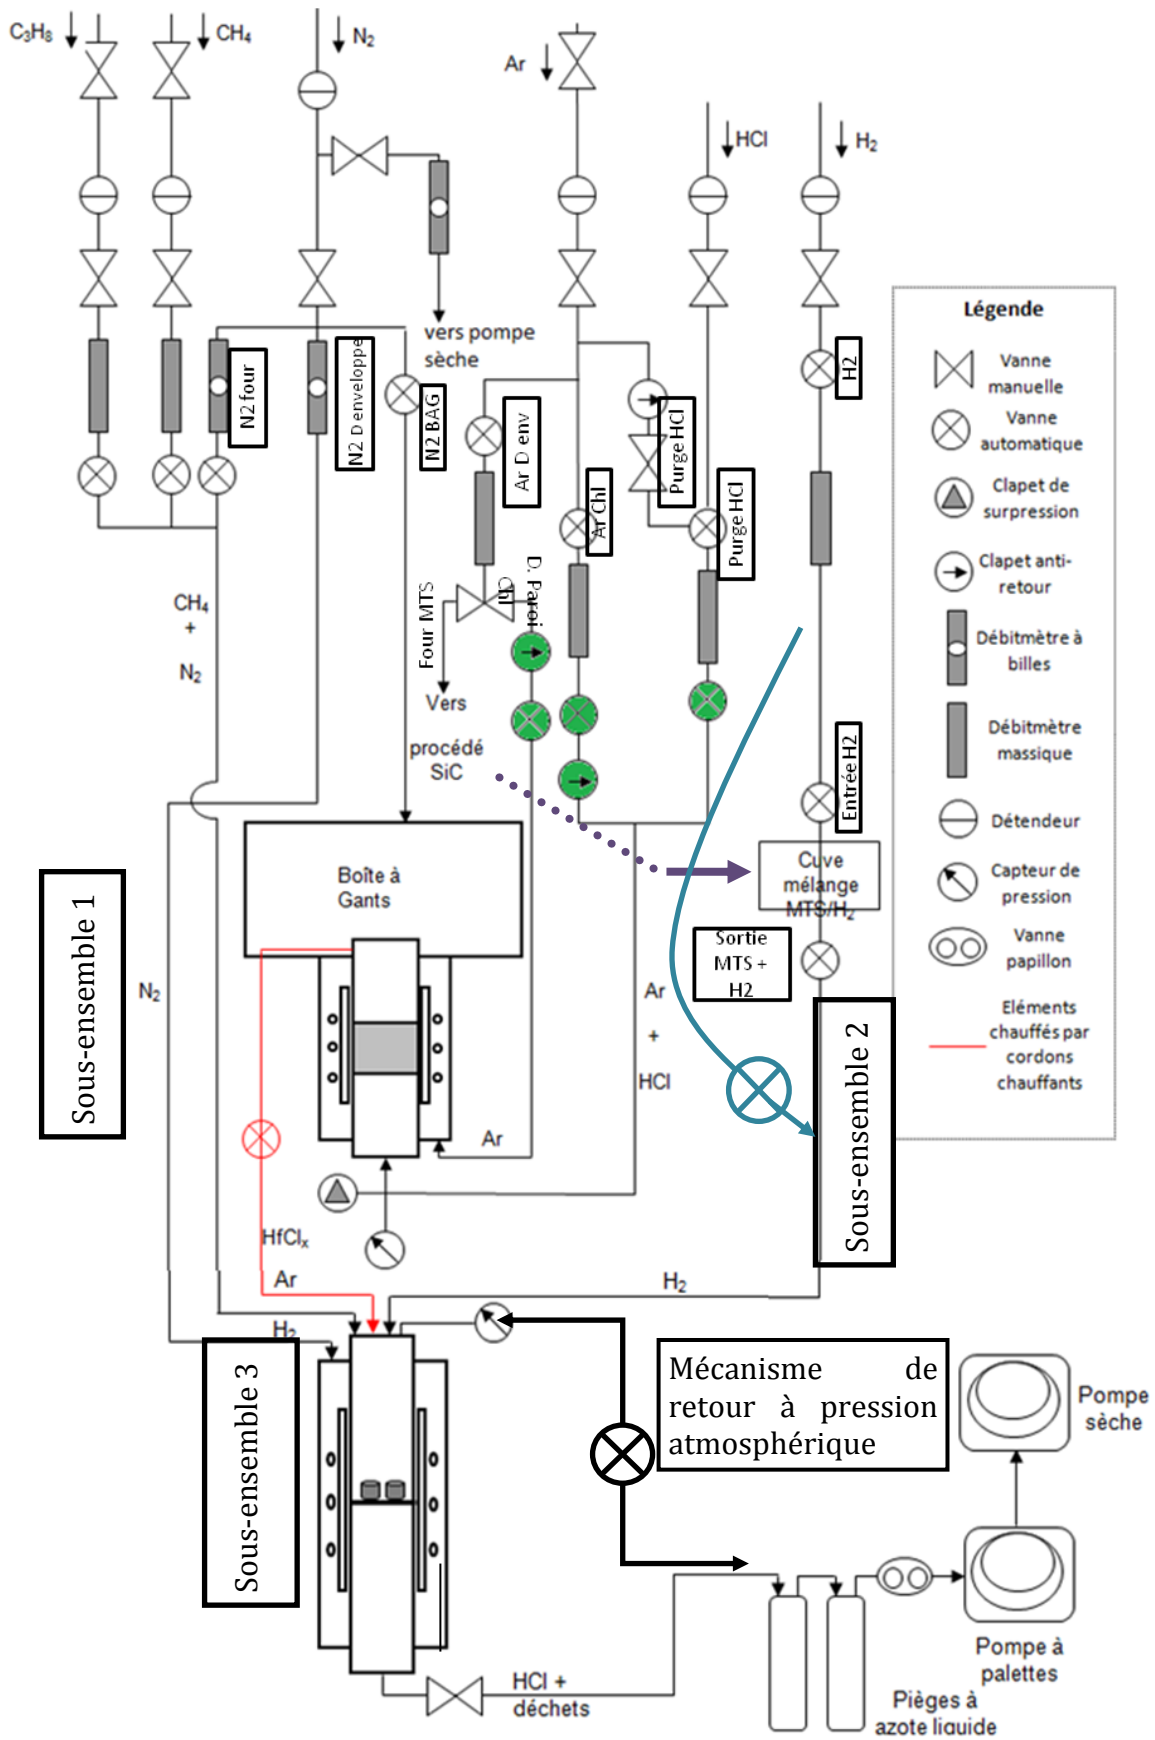 C₃H₈
CH₄
N₂
Ar
HCl
H₂
vers pompe
sèche
N2 four
N2 D enveloppe
N2 BAG
Ar D env
Ar Chl
Purge HCl
Purge HCl
H2
Légende
Vanne
manuelle
Vanne
automatique
Clapet de
surpression
Clapet anti-
retour
Débitmètre à
billes
Débitmètre
massique
Détendeur
Capteur de
pression
Vanne
papillon
Eléments
chauffés par
cordons
chauffants
CH₄
+
N₂
Four MTS
Chl
D. Paroi
Vers
procédé
SiC
Entrée H2
Boîte à
Gants
Cuve
mélange
MTS/H₂
Sortie
MTS +
H2
Sous-ensemble 1
N₂
Ar
+
HCl
Sous-ensemble 2
Ar
HfClₓ
Ar
H₂
H₂
Sous-ensemble 3
Mécanisme de
retour à pression
atmosphérique
Pompe
sèche
Pompe à
palettes
HCl +
déchets
Pièges à
azote liquide